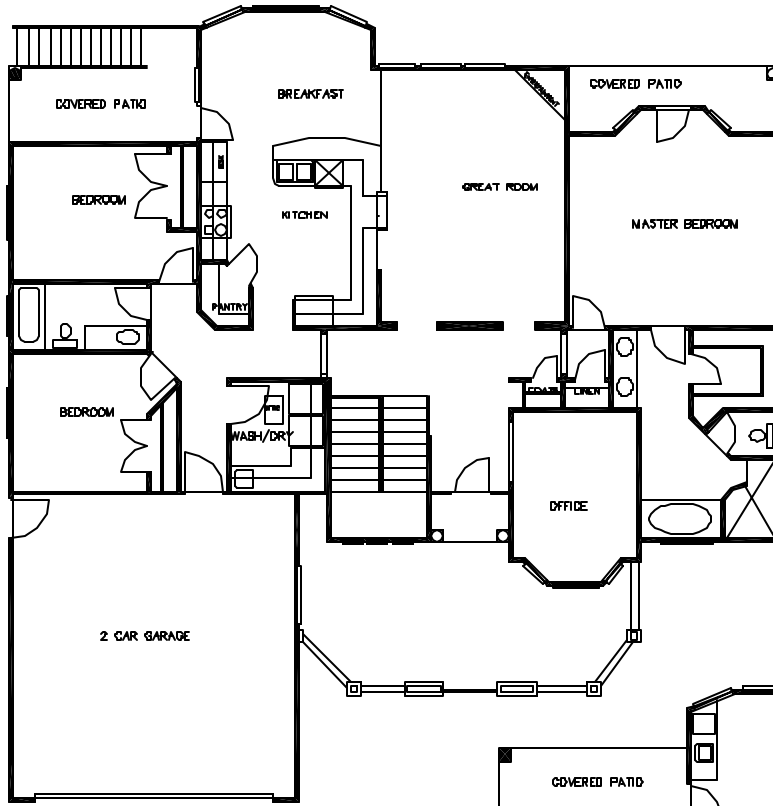 BREAKFAST
COVERED PATIO
COVERED PATIO
BEDROOM
GREAT ROOM
KITCHEN
MASTER BEDROOM
PANTRY
BEDROOM
COATS
LINEN
WASH/DRY
OFFICE
2 CAR GARAGE
COVERED PATIO